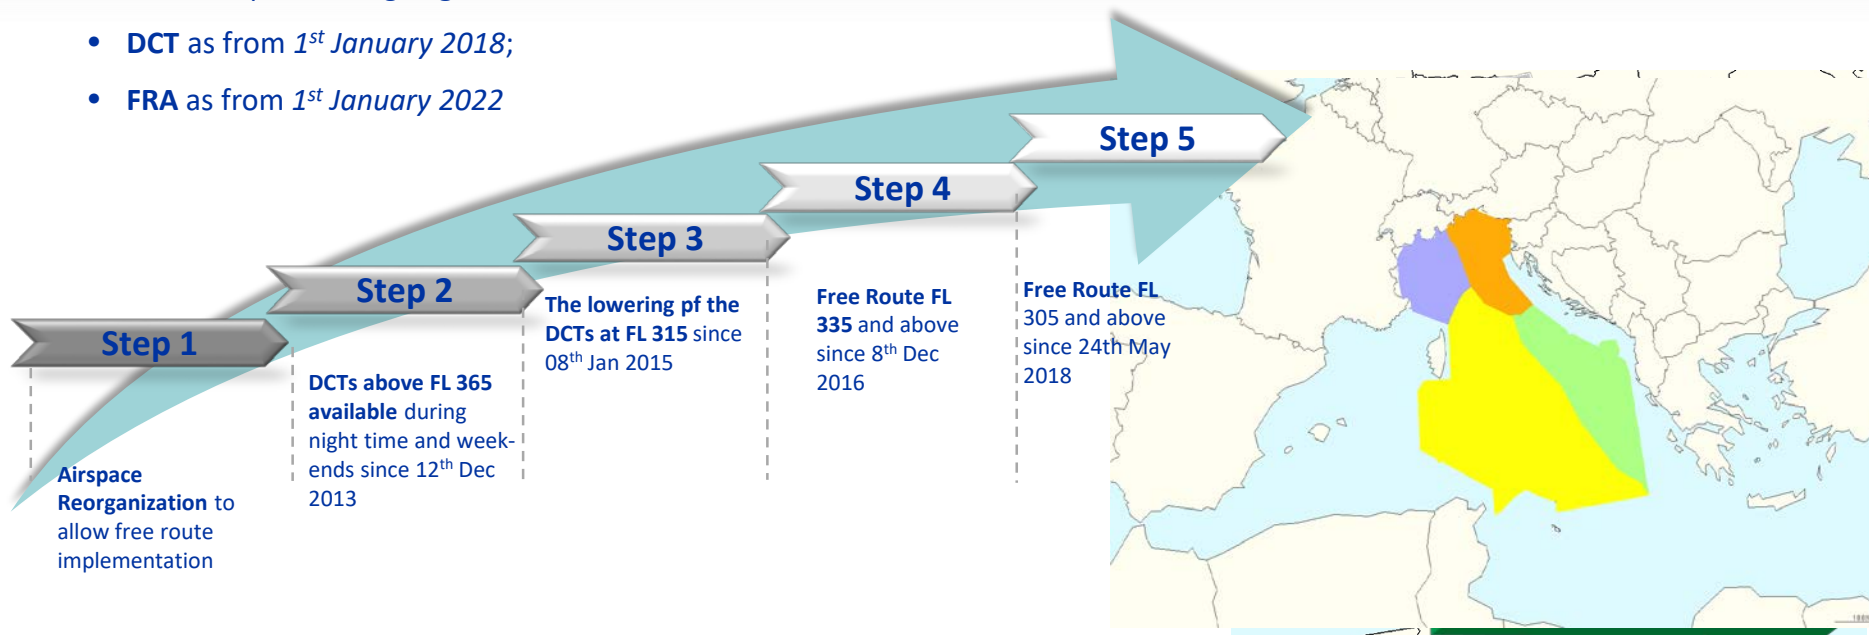 • DCT as from 1st January 2018;
• FRA as from 1st January 2022
Step 5
Step 4
Step 3
Step 2
Step 1
Airspace
Reorganization to
allow free route
implementation
DCTs above FL 365
available during
night time and week-
ends since 12th Dec
2013
The lowering pf the
DCTs at FL 315 since
08th Jan 2015
Free Route FL
335 and above
since 8th Dec
2016
Free Route FL
305 and above
since 24th May
2018